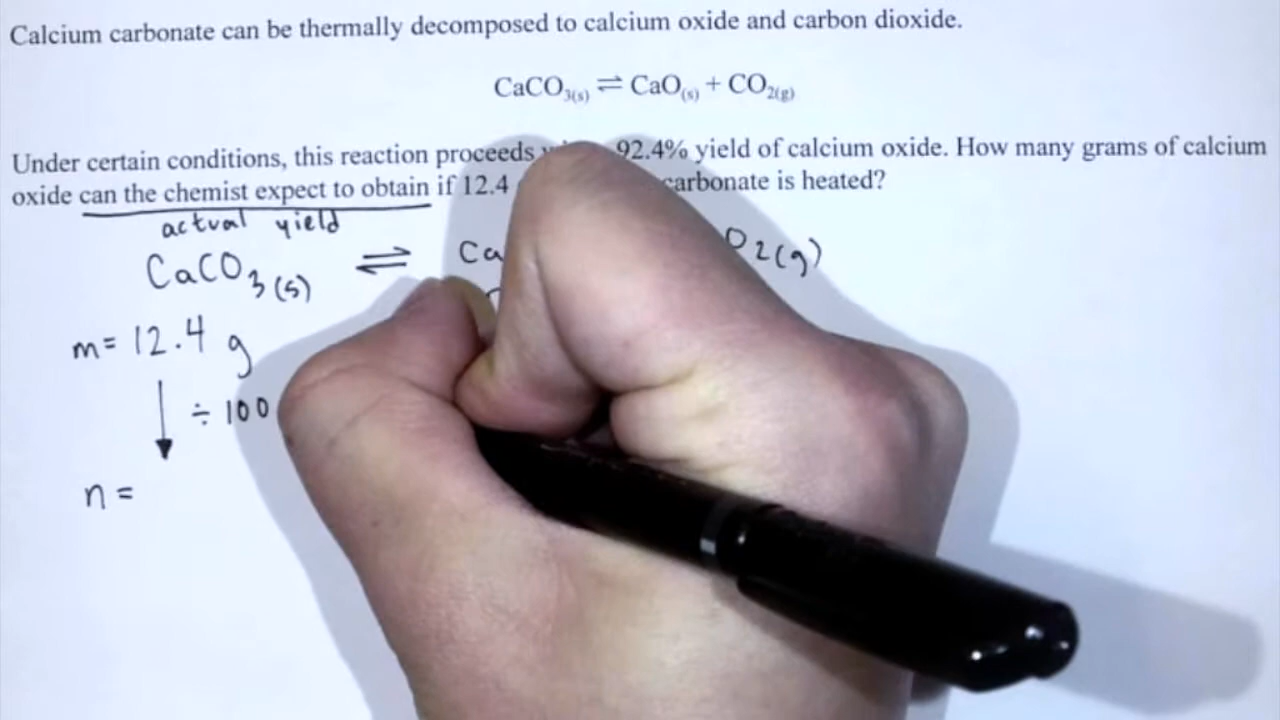 Calcium carbonate can be thermally decomposed to calcium oxide and carbon dioxide.
CaCO₃(s) ⇌ CaO(s) + CO₂(g)
Under certain conditions, this reaction proceeds 92.4% yield of calcium oxide. How many grams of calcium
oxide can the chemist expect to obtain if 12.4 carbonate is heated?
actual yield
CaCO₃(s) ⇌ Ca O₂(g)
m= 12.4 g
÷ 100
n =